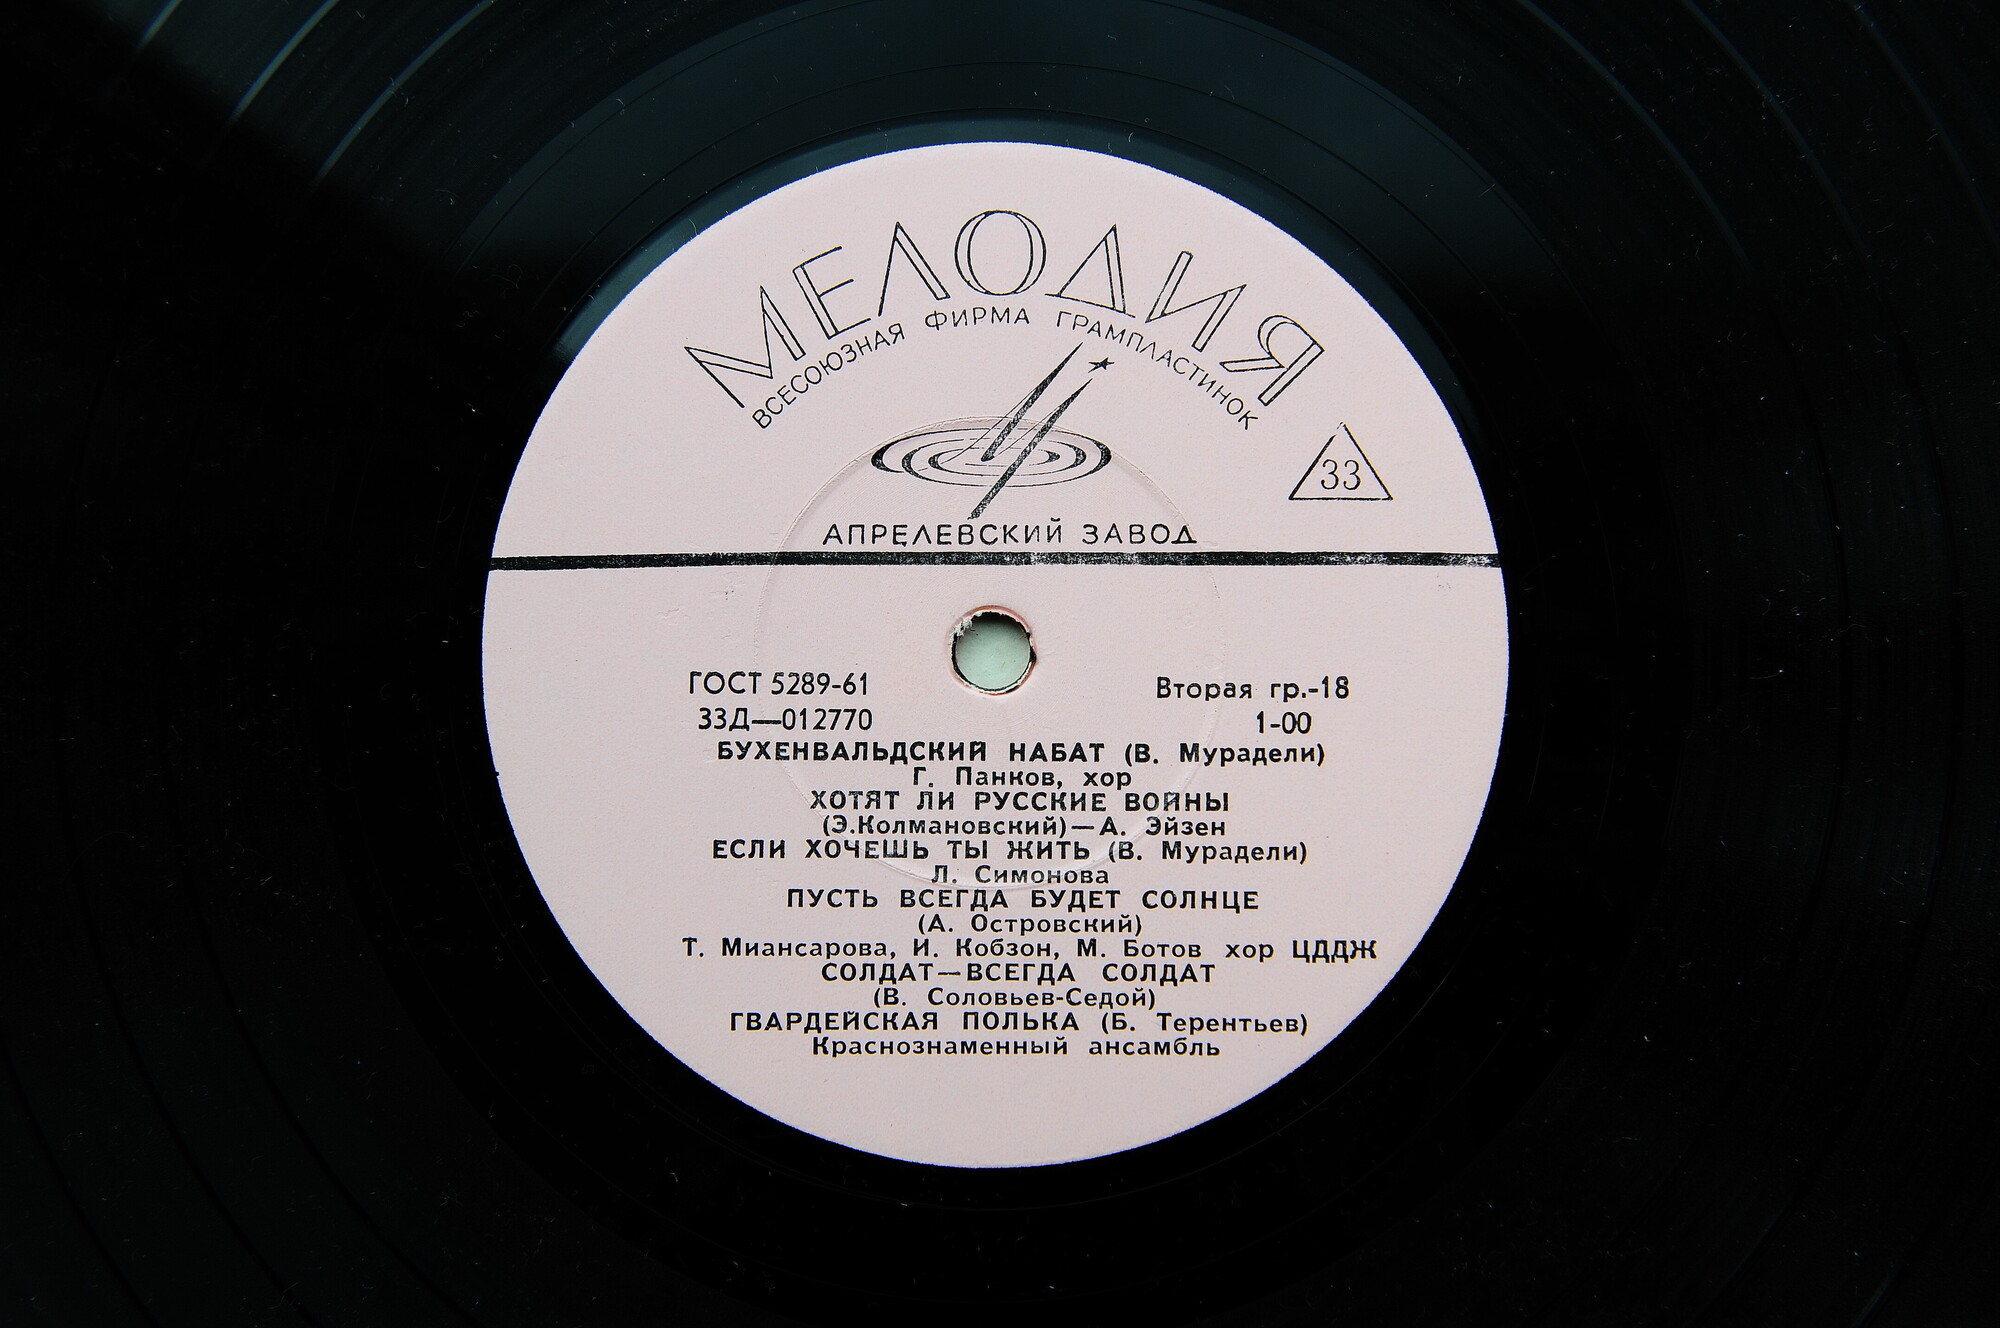 МЕЛОДИЯ
ВСЕСОЮЗНАЯ ФИРМА ГРАМПЛАСТИНОК
33
АПРЕЛЕВСКИЙ ЗАВОД
ГОСТ 5289-61 Вторая гр.-18
33Д—012770 1-00
БУХЕНВАЛЬДСКИЙ НАБАТ (В. Мурадели)
Г. Панков, хор
ХОТЯТ ЛИ РУССКИЕ ВОЙНЫ
(Э.Колмановский)—А. Эйзен
ЕСЛИ ХОЧЕШЬ ТЫ ЖИТЬ (В. Мурадели)
Л. Симонова
ПУСТЬ ВСЕГДА БУДЕТ СОЛНЦЕ
(А. Островский)
Т. Миансарова, И. Кобзон, М. Ботов хор ЦДДЖ
СОЛДАТ—ВСЕГДА СОЛДАТ
(В. Соловьев-Седой)
ГВАРДЕЙСКАЯ ПОЛЬКА (Б. Терентьев)
Краснознаменный ансамбль